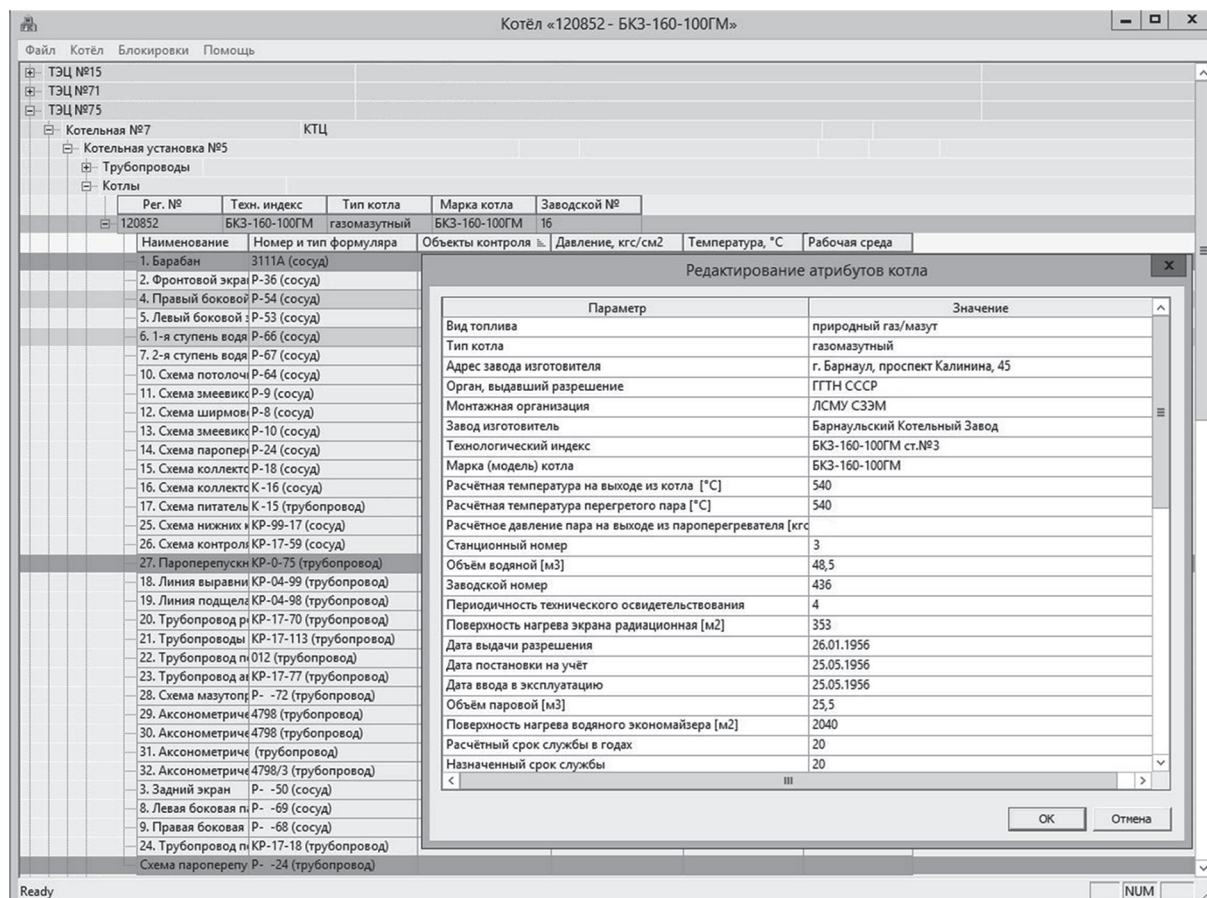 Котёл «120852 - БКЗ-160-100ГМ»
Файл Котёл Блокировки Помощь
ТЭЦ №15
ТЭЦ №71
ТЭЦ №75
Котельная №7 КТЦ
Котельная установка №5
Трубопроводы
Котлы
Рег. № Техн. индекс Тип котла Марка котла Заводской №
120852 БКЗ-160-100ГМ газомазутный БКЗ-160-100ГМ 16
Наименование Номер и тип формуляра Объекты контроля Давление, кгс/см2 Температура, °С Рабочая среда
1. Барабан 3111А (сосуд)
2. Фронтовой экра Р-36 (сосуд)
4. Правый боковой Р-54 (сосуд)
5. Левый боковой э Р-53 (сосуд)
6. 1-я ступень водя Р-66 (сосуд)
7. 2-я ступень водя Р-67 (сосуд)
10. Схема потолочн Р-64 (сосуд)
11. Схема змеевико Р-9 (сосуд)
12. Схема ширмов Р-8 (сосуд)
13. Схема змеевико Р-10 (сосуд)
14. Схема паропер Р-24 (сосуд)
15. Схема коллекто Р-18 (сосуд)
16. Схема коллекто К-16 (сосуд)
17. Схема питатель К-15 (трубопровод)
25. Схема нижних к КР-99-17 (сосуд)
26. Схема контроля КР-17-59 (сосуд)
27. Пароперепускн КР-0-75 (трубопровод)
18. Линия выравни КР-04-99 (трубопровод)
19. Линия подщела КР-04-98 (трубопровод)
20. Трубопровод р КР-17-70 (трубопровод)
21. Трубопроводы КР-17-113 (трубопровод)
22. Трубопровод п 012 (трубопровод)
23. Трубопровод а КР-17-77 (трубопровод)
28. Схема мазутопр Р- -72 (трубопровод)
29. Аксонометриче 4798 (трубопровод)
30. Аксонометриче 4798 (трубопровод)
31. Аксонометриче (трубопровод)
32. Аксонометриче 4798/3 (трубопровод)
3. Задний экран Р- -50 (сосуд)
8. Левая боковая па Р- -69 (сосуд)
9. Правая боковая Р- -68 (сосуд)
24. Трубопровод п КР-17-18 (трубопровод)
Схема пароперепу Р- -24 (трубопровод)
Редактирование атрибутов котла
Параметр Значение
Вид топлива природный газ/мазут
Тип котла газомазутный
Адрес завода изготовителя г. Барнаул, проспект Калинина, 45
Орган, выдавший разрешение ГГТН СССР
Монтажная организация ЛСМУ СЗЭМ
Завод изготовитель Барнаульский Котельный Завод
Технологический индекс БКЗ-160-100ГМ ст.№3
Марка (модель) котла БКЗ-160-100ГМ
Расчётная температура на выходе из котла [°С] 540
Расчётная температура перегретого пара [°С] 540
Расчётное давление пара на выходе из пароперегревателя [кгс
Станционный номер 3
Объём водяной [м3] 48,5
Заводской номер 436
Периодичность технического освидетельствования 4
Поверхность нагрева экрана радиационная [м2] 353
Дата выдачи разрешения 26.01.1956
Дата постановки на учёт 25.05.1956
Дата ввода в эксплуатацию 25.05.1956
Объём паровой [м3] 25,5
Поверхность нагрева водяного экономайзера [м2] 2040
Расчётный срок службы в годах 20
Назначенный срок службы 20
ОК Отмена
Ready NUM